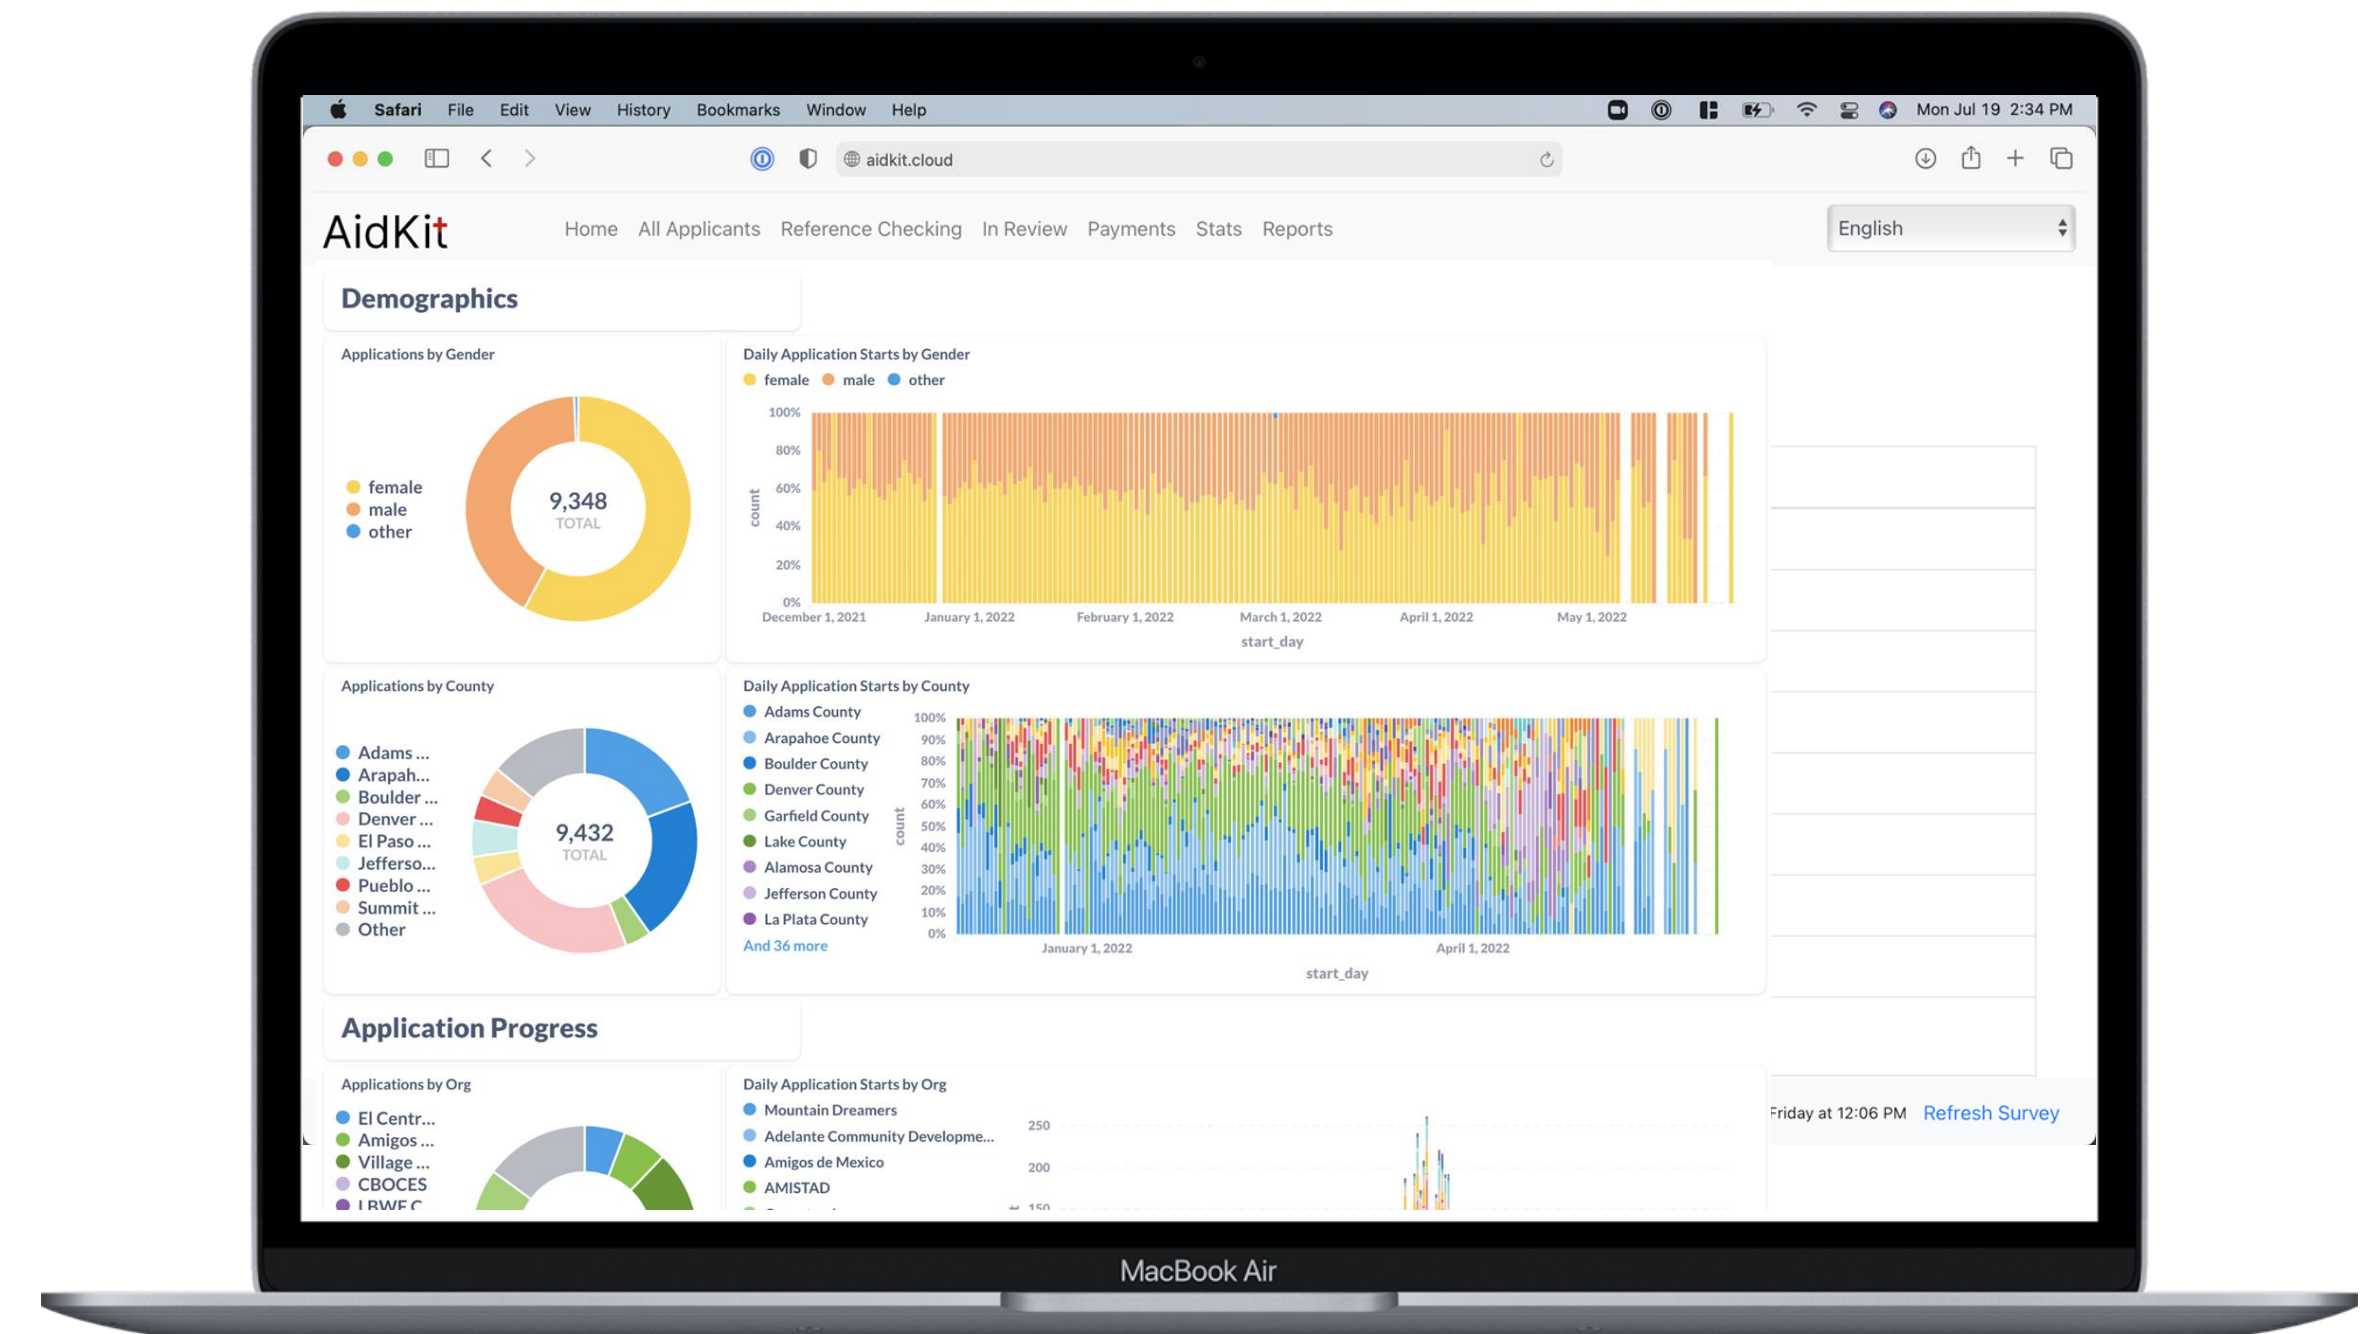 Safari File Edit View History Bookmarks Window Help Mon Jul 19 2:34 PM
aidkit.cloud
AidKit Home All Applicants Reference Checking In Review Payments Stats Reports English
Demographics
Applications by Gender
female
male
other
9,348
TOTAL
Daily Application Starts by Gender
female male other
100%
80%
60%
40%
20%
0%
count
December 1, 2021 January 1, 2022 February 1, 2022 March 1, 2022 April 1, 2022 May 1, 2022
start_day
Applications by County
Adams ...
Arapah...
Boulder ...
Denver ...
El Paso ...
Jefferso...
Pueblo ...
Summit ...
Other
9,432
TOTAL
Daily Application Starts by County
Adams County
Arapahoe County
Boulder County
Denver County
Garfield County
Lake County
Alamosa County
Jefferson County
La Plata County
And 36 more
100%
90%
80%
70%
60%
50%
40%
30%
20%
10%
0%
count
January 1, 2022 April 1, 2022
start_day
Application Progress
Applications by Org
El Centr...
Amigos ...
Village ...
CBOCES
Daily Application Starts by Org
Mountain Dreamers
Adelante Community Developme...
Amigos de Mexico
AMISTAD
250
200
150
Friday at 12:06 PM Refresh Survey
MacBook Air